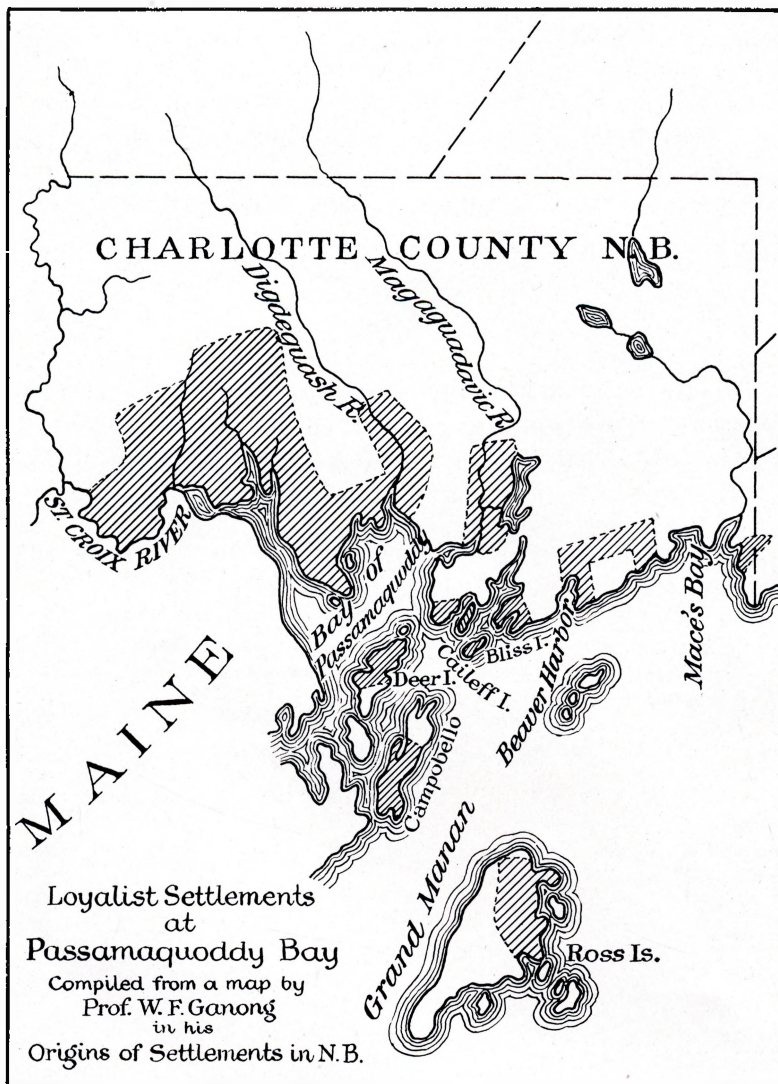 CHARLOTTE COUNTY N.B.
Digdequash R.
Magaguadavic R
ST. CROIX RIVER
Bay of
Passamaquoddy
MAINE
Deer I.
Caileff I.
Bliss I.
Beaver Harbor
Mace's Bay
Campobello
Grand Manan
Ross Is.
Loyalist Settlements
at
Passamaquoddy Bay
Compiled from a map by
Prof. W. F. Ganong
in his
Origins of Settlements in N.B.